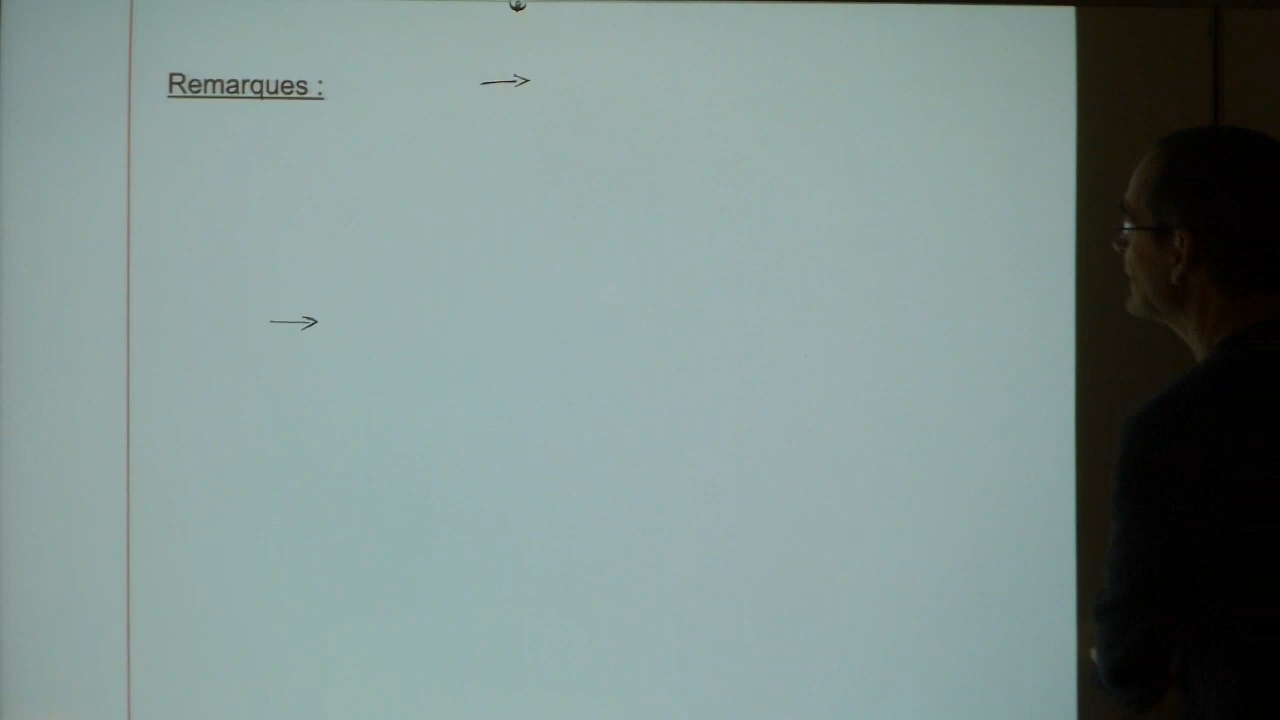 Remarques : →
→